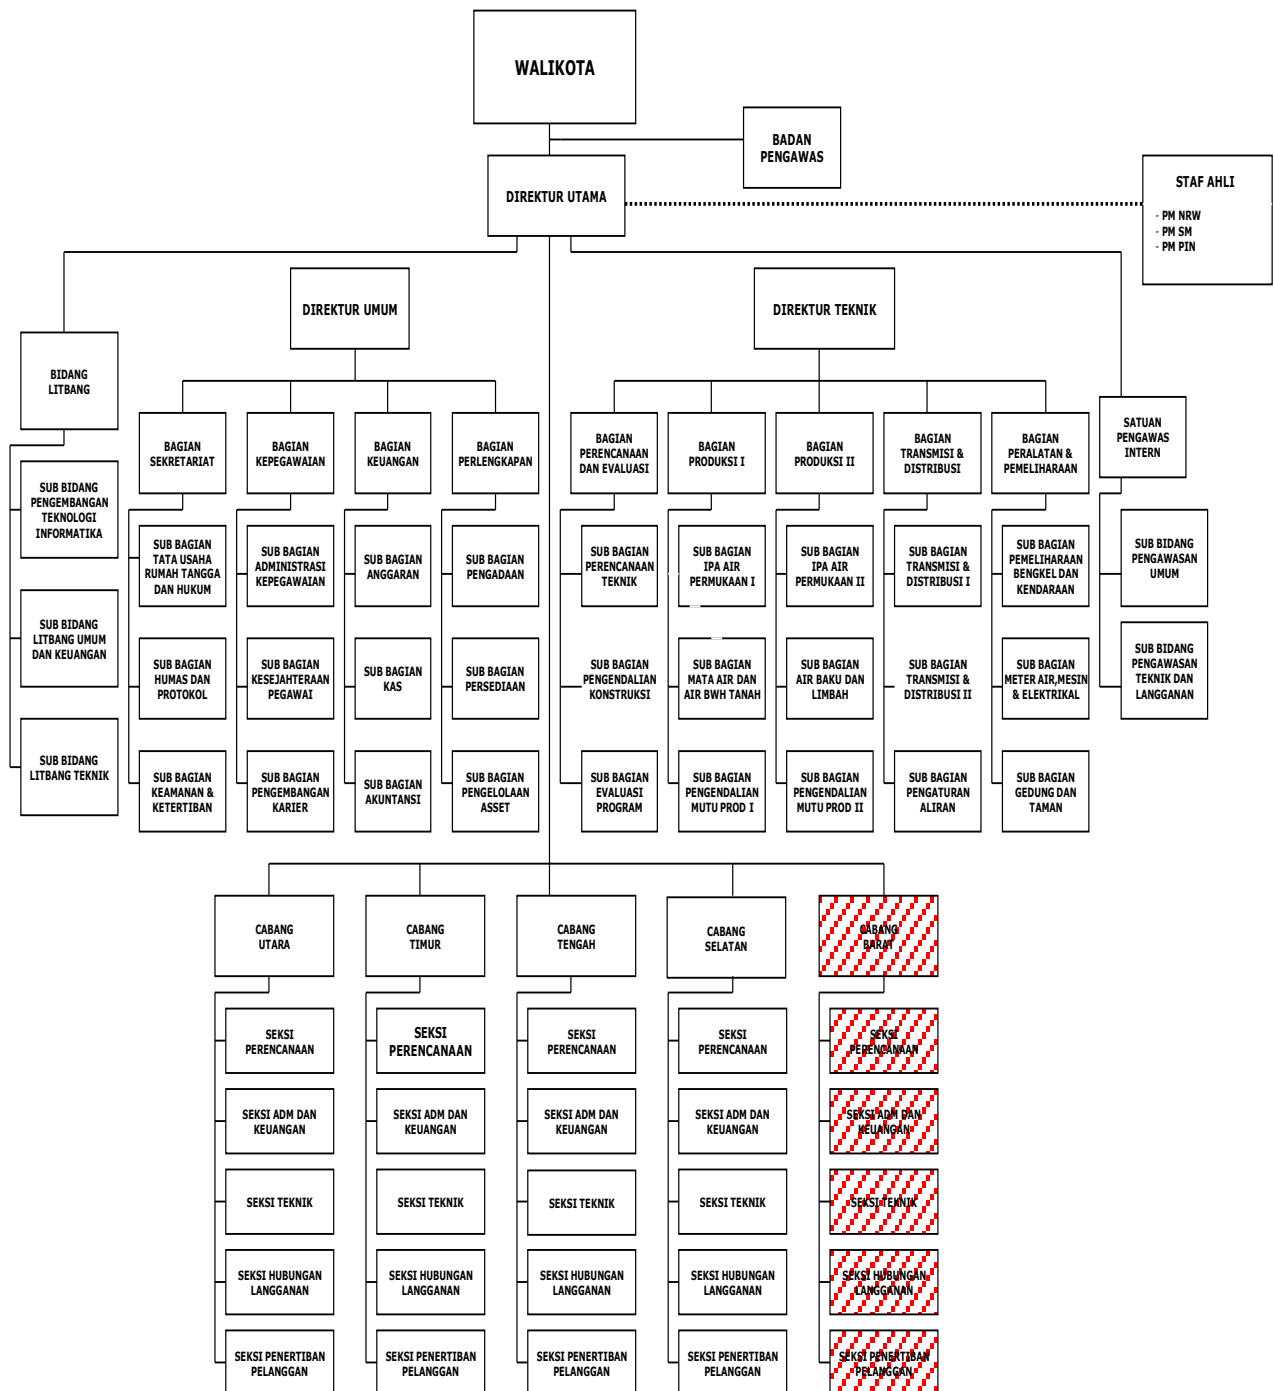 WALIKOTA
BADAN
PENGAWAS
DIREKTUR UTAMA
STAF AHLI
- PM NRW
- PM SM
- PM PIN
DIREKTUR UMUM
DIREKTUR TEKNIK
BIDANG
LITBANG
BAGIAN
SEKRETARIAT
BAGIAN
KEPEGAWAIAN
BAGIAN
KEUANGAN
BAGIAN
PERLENGKAPAN
BAGIAN
PERENCANAAN
DAN EVALUASI
BAGIAN
PRODUKSI I
BAGIAN
PRODUKSI II
BAGIAN
TRANSMISI &
DISTRIBUSI
BAGIAN
PERALATAN &
PEMELIHARAAN
SATUAN
PENGAWAS
INTERN
SUB BIDANG
PENGEMBANGAN
TEKNOLOGI
INFORMATIKA
SUB BAGIAN
TATA USAHA
RUMAH TANGGA
DAN HUKUM
SUB BAGIAN
ADMINISTRASI
KEPEGAWAIAN
SUB BAGIAN
ANGGARAN
SUB BAGIAN
PENGADAAN
SUB BAGIAN
PERENCANAAN
TEKNIK
SUB BAGIAN
IPA AIR
PERMUKAAN I
SUB BAGIAN
IPA AIR
PERMUKAAN II
SUB BAGIAN
TRANSMISI &
DISTRIBUSI I
SUB BAGIAN
PEMELIHARAAN
BENGKEL DAN
KENDARAAN
SUB BIDANG
PENGAWASAN
UMUM
SUB BIDANG
LITBANG UMUM
DAN KEUANGAN
SUB BAGIAN
HUMAS DAN
PROTOKOL
SUB BAGIAN
KESEJAHTERAAN
PEGAWAI
SUB BAGIAN
KAS
SUB BAGIAN
PERSEDIAAN
SUB BAGIAN
PENGENDALIAN
KONSTRUKSI
SUB BAGIAN
MATA AIR DAN
AIR BWH TANAH
SUB BAGIAN
AIR BAKU DAN
LIMBAH
SUB BAGIAN
TRANSMISI &
DISTRIBUSI II
SUB BAGIAN
METER AIR,MESIN
& ELEKTRIKAL
SUB BIDANG
PENGAWASAN
TEKNIK DAN
LANGGANAN
SUB BIDANG
LITBANG TEKNIK
SUB BAGIAN
KEAMANAN &
KETERTIBAN
SUB BAGIAN
PENGEMBANGAN
KARIER
SUB BAGIAN
AKUNTANSI
SUB BAGIAN
PENGELOLAAN
ASSET
SUB BAGIAN
EVALUASI
PROGRAM
SUB BAGIAN
PENGENDALIAN
MUTU PROD I
SUB BAGIAN
PENGENDALIAN
MUTU PROD II
SUB BAGIAN
PENGATURAN
ALIRAN
SUB BAGIAN
GEDUNG DAN
TAMAN
CABANG
UTARA
CABANG
TIMUR
CABANG
TENGAH
CABANG
SELATAN
CABANG
BARAT
SEKSI
PERENCANAAN
SEKSI
PERENCANAAN
SEKSI
PERENCANAAN
SEKSI
PERENCANAAN
SEKSI
PERENCANAAN
SEKSI ADM DAN
KEUANGAN
SEKSI ADM DAN
KEUANGAN
SEKSI ADM DAN
KEUANGAN
SEKSI ADM DAN
KEUANGAN
SEKSI ADM DAN
KEUANGAN
SEKSI TEKNIK
SEKSI TEKNIK
SEKSI TEKNIK
SEKSI TEKNIK
SEKSI TEKNIK
SEKSI HUBUNGAN
LANGGANAN
SEKSI HUBUNGAN
LANGGANAN
SEKSI HUBUNGAN
LANGGANAN
SEKSI HUBUNGAN
LANGGANAN
SEKSI HUBUNGAN
LANGGANAN
SEKSI PENERTIBAN
PELANGGAN
SEKSI PENERTIBAN
PELANGGAN
SEKSI PENERTIBAN
PELANGGAN
SEKSI PENERTIBAN
PELANGGAN
SEKSI PENERTIBAN
PELANGGAN